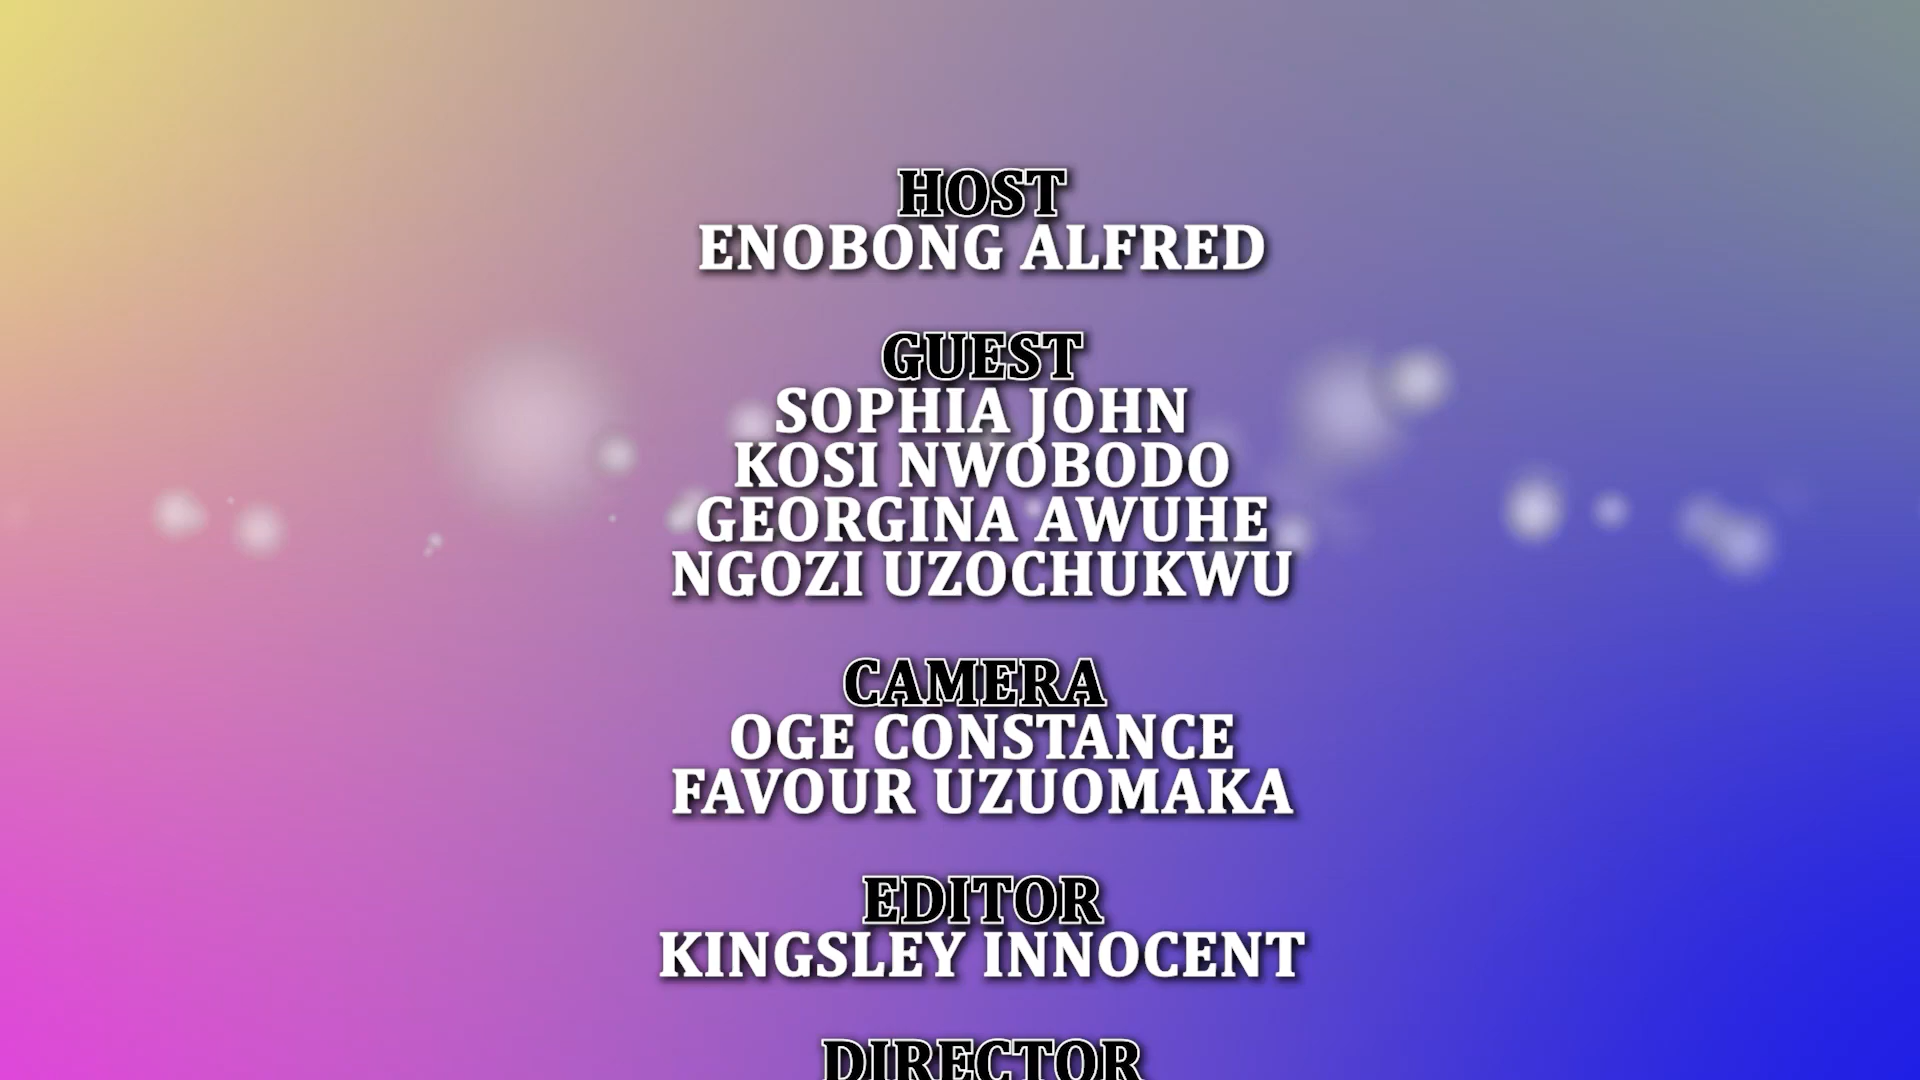 HOST
ENOBONG ALFRED
GUEST
SOPHIA JOHN
KOSI NWOBODO
GEORGINA AWUHE
NGOZI UZOCHUKWU
CAMERA
OGE CONSTANCE
FAVOUR UZUOMAKA
EDITOR
KINGSLEY INNOCENT
DIRECTOR